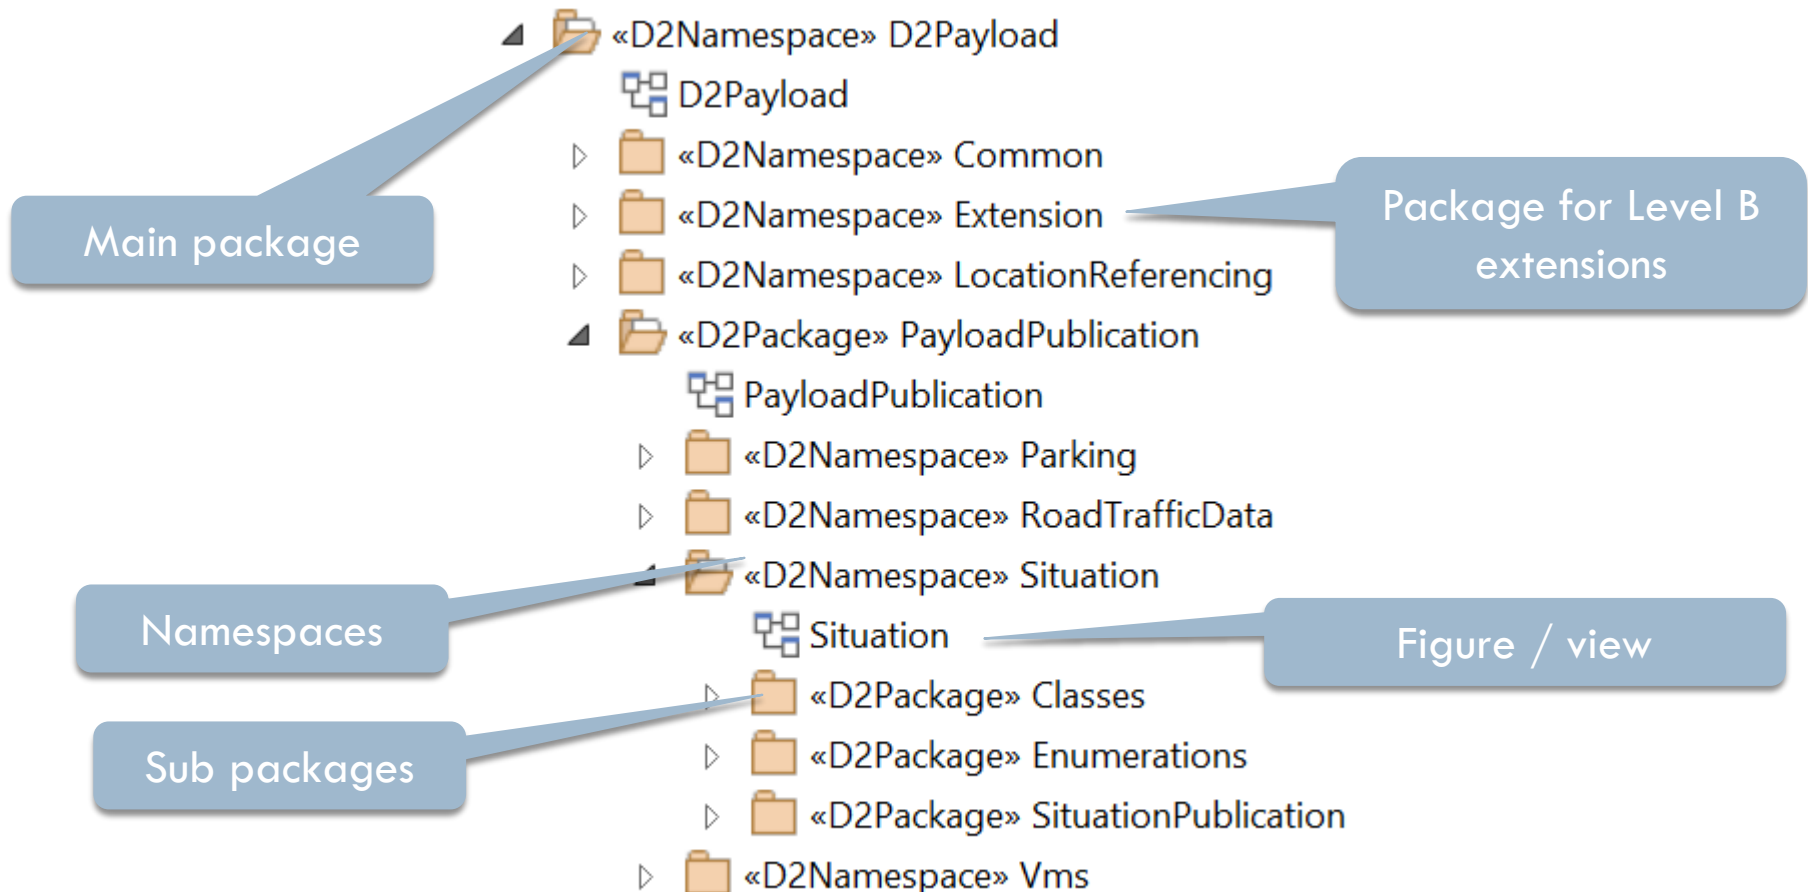 «D2Namespace» D2Payload
D2Payload
«D2Namespace» Common
«D2Namespace» Extension
«D2Namespace» LocationReferencing
«D2Package» PayloadPublication
PayloadPublication
«D2Namespace» Parking
«D2Namespace» RoadTrafficData
«D2Namespace» Situation
Situation
«D2Package» Classes
«D2Package» Enumerations
«D2Package» SituationPublication
«D2Namespace» Vms
Main package
Package for Level B
extensions
Namespaces
Figure / view
Sub packages